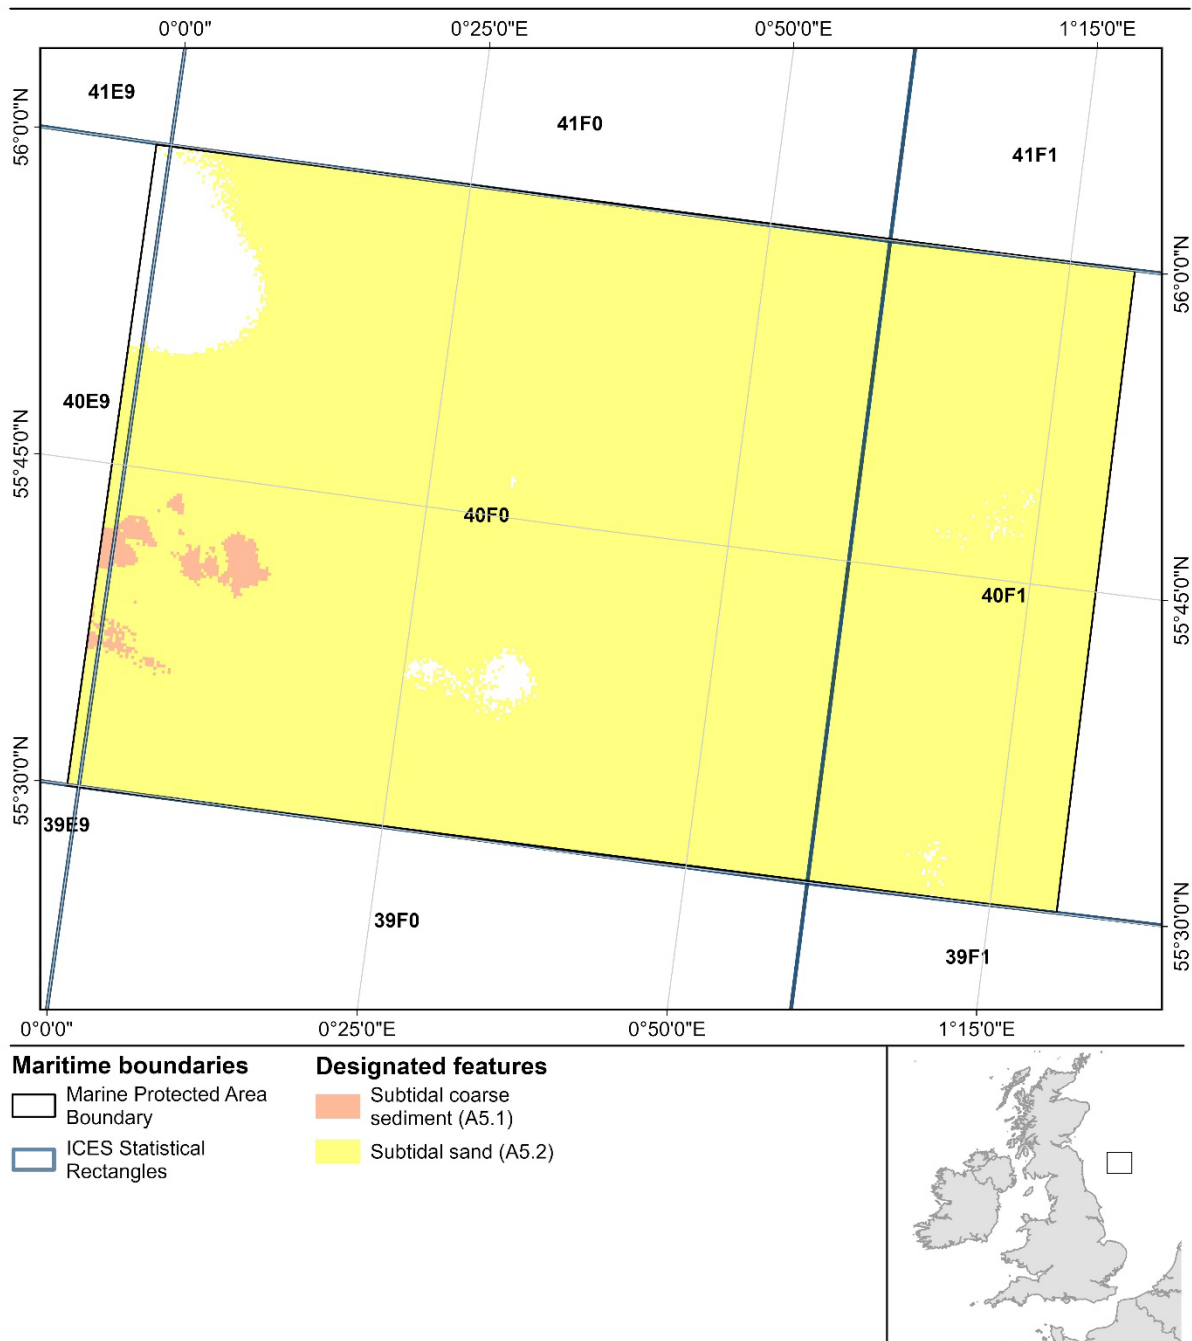 0°0'0"
0°25'0"E
0°50'0"E
1°15'0"E
41E9
41F0
41F1
56°0'0"N
56°0'0"N
40E9
55°45'0"N
40F0
40F1
55°45'0"N
39E9
55°30'0"N
39F0
39F1
55°30'0"N
0°0'0"
0°25'0"E
0°50'0"E
1°15'0"E
Maritime boundaries
Marine Protected Area
Boundary
ICES Statistical
Rectangles
Designated features
Subtidal coarse
sediment (A5.1)
Subtidal sand (A5.2)